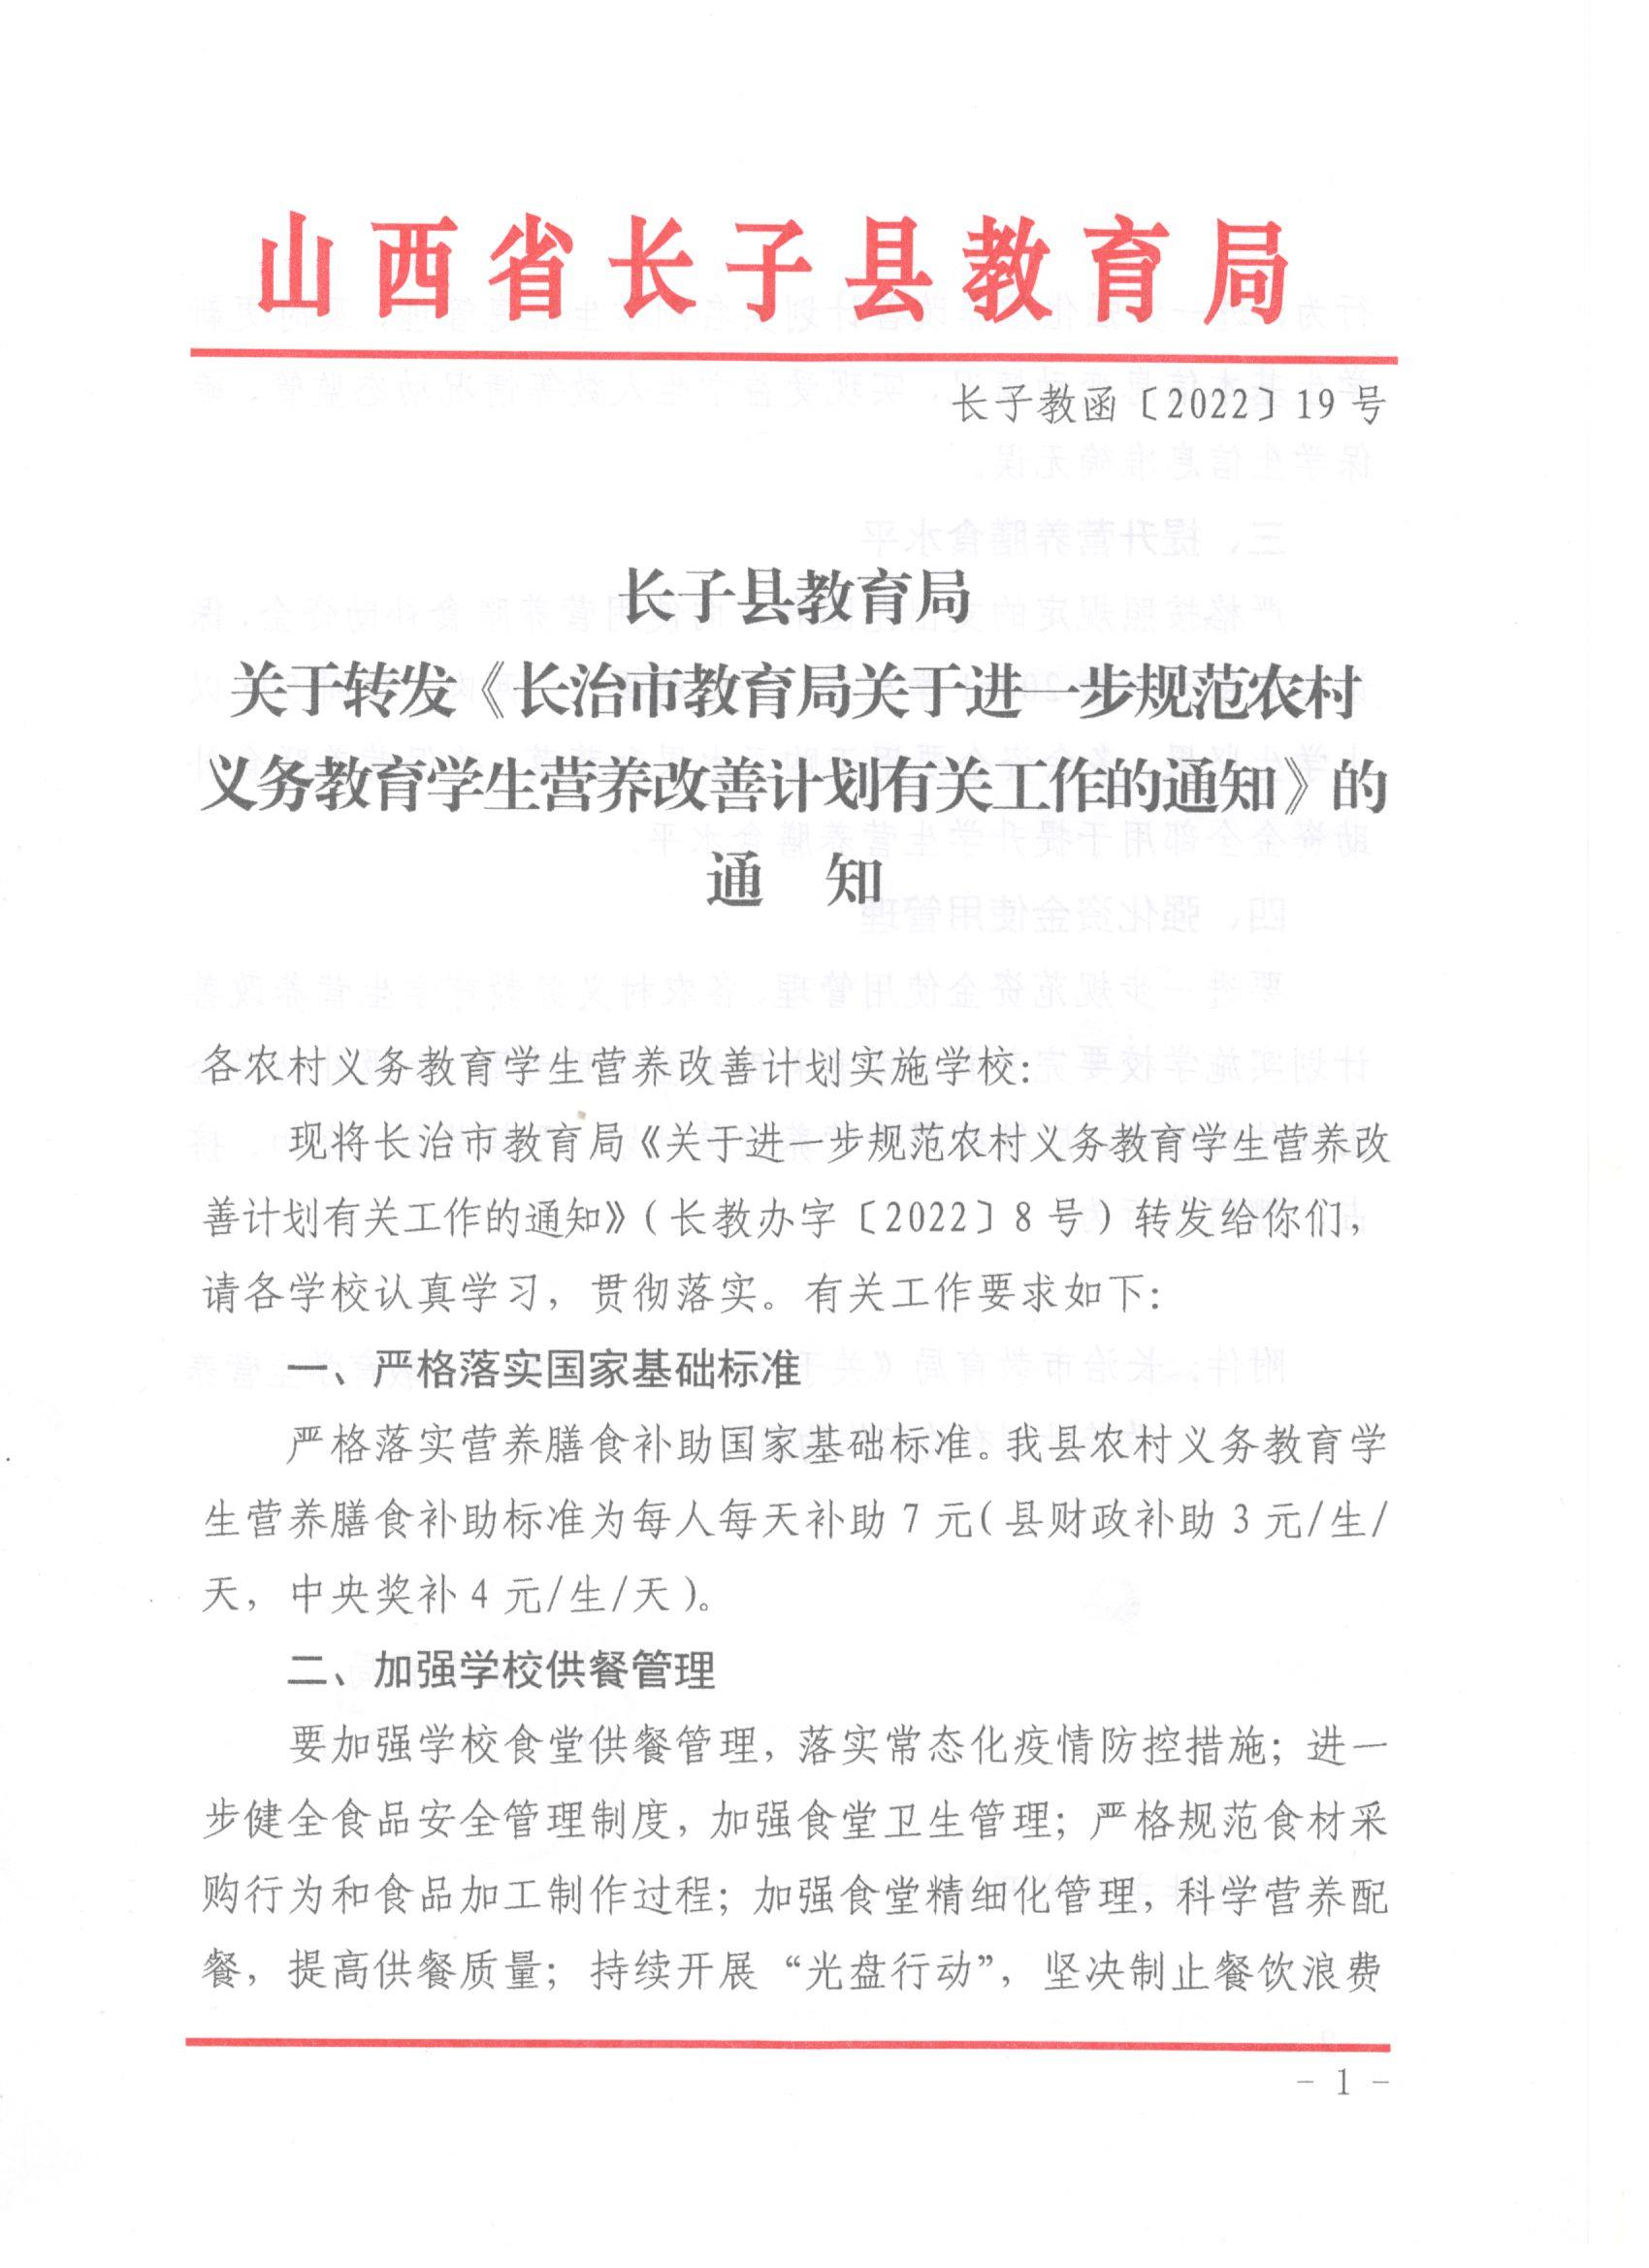 山西省长子县教育局
长子教函〔2022〕19号
长子县教育局
关于转发《长治市教育局关于进一步规范农村
义务教育学生营养改善计划有关工作的通知》的
通 知
各农村义务教育学生营养改善计划实施学校：
现将长治市教育局《关于进一步规范农村义务教育学生营养改
善计划有关工作的通知》（长教办字〔2022〕8号）转发给你们，
请各学校认真学习，贯彻落实。有关工作要求如下：
一、严格落实国家基础标准
严格落实营养膳食补助国家基础标准。我县农村义务教育学
生营养膳食补助标准为每人每天补助7元（县财政补助3元/生/
天，中央奖补4元/生/天）。
二、加强学校供餐管理
要加强学校食堂供餐管理，落实常态化疫情防控措施；进一
步健全食品安全管理制度，加强食堂卫生管理；严格规范食材采
购行为和食品加工制作过程；加强食堂精细化管理，科学营养配
餐，提高供餐质量；持续开展“光盘行动”，坚决制止餐饮浪费
- 1 -